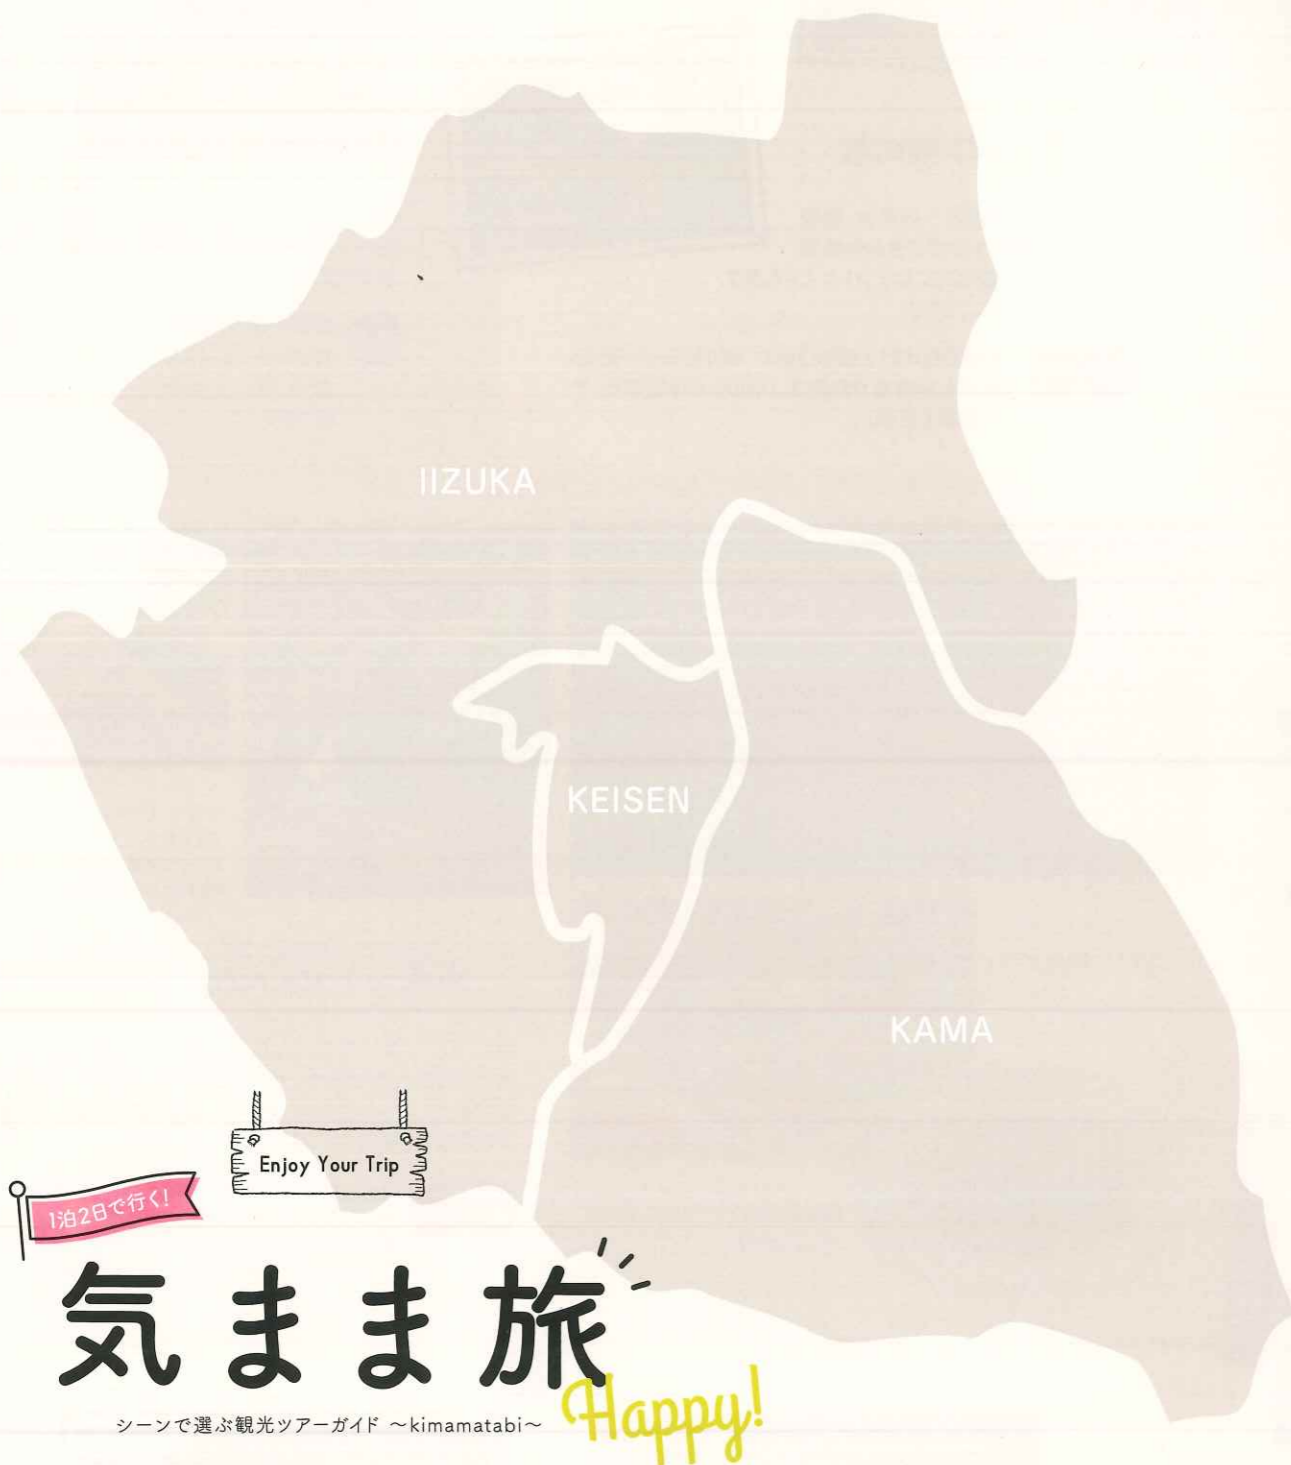 IIZUKA
KEISEN
KAMA
Enjoy Your Trip
1泊2日で行く!
気まま旅
Happy!
シーンで選ぶ観光ツアーガイド ～kimamatabi～